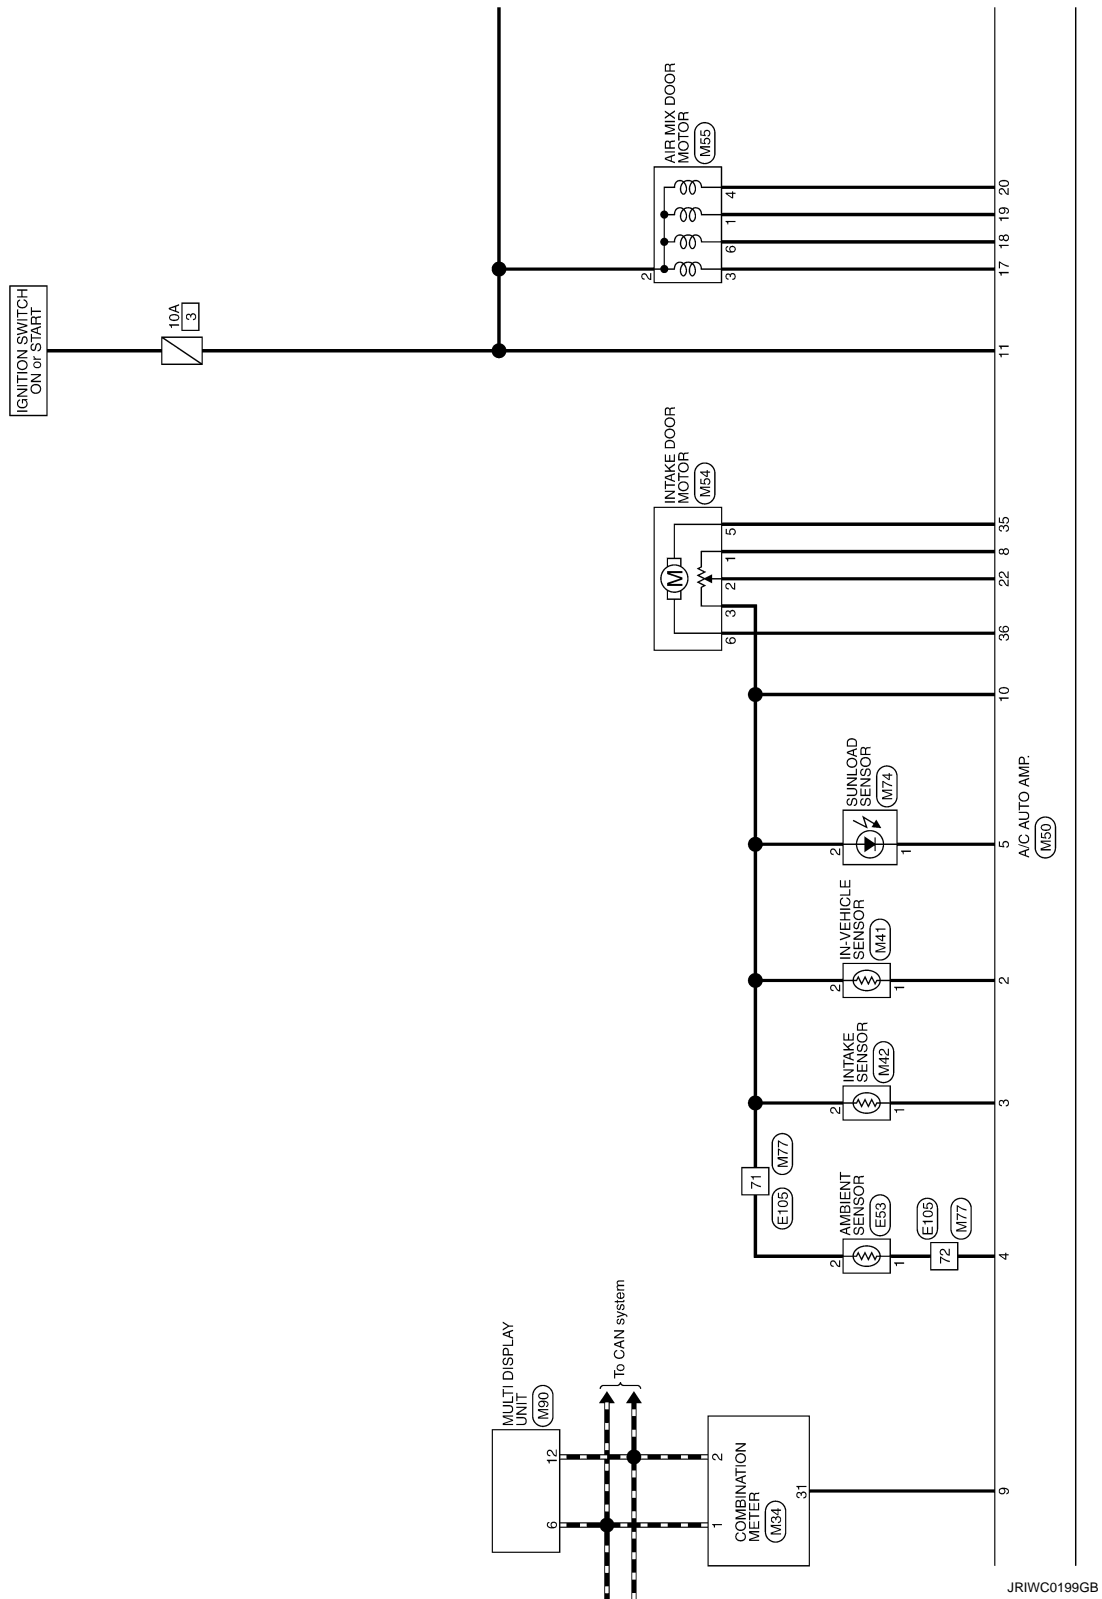 IGNITION SWITCH
ON or START
10A
3
AIR MIX DOOR
MOTOR
M55
2
4
1
6
3
20
19
18
17
11
INTAKE DOOR
MOTOR
M54
M
5
1
2
3
6
35
8
22
36
10
SUNLOAD
SENSOR
M74
2
1
5
A/C AUTO AMP.
M50
IN-VEHICLE
SENSOR
M41
2
1
2
INTAKE
SENSOR
M42
2
1
3
71
M77
E105
AMBIENT
SENSOR
E53
2
1
E105
72
M77
4
To CAN system
MULTI DISPLAY
UNIT
M90
12
6
2
1
COMBINATION
METER
M34
31
9
JRIWC0199GB